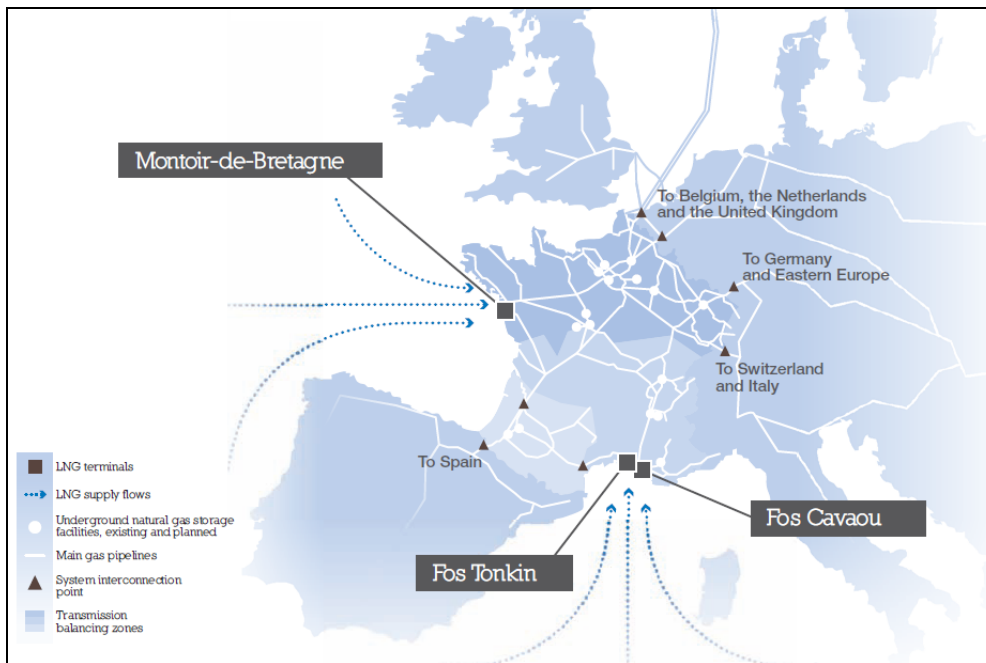 Montoir-de-Bretagne
To Belgium, the Netherlands
and the United Kingdom
To Germany
and Eastern Europe
To Switzerland
and Italy
To Spain
Fos Cavaou
Fos Tonkin
LNG terminals
LNG supply flows
Underground natural gas storage
facilities, existing and planned
Main gas pipelines
System interconnection
point
Transmission
balancing zones